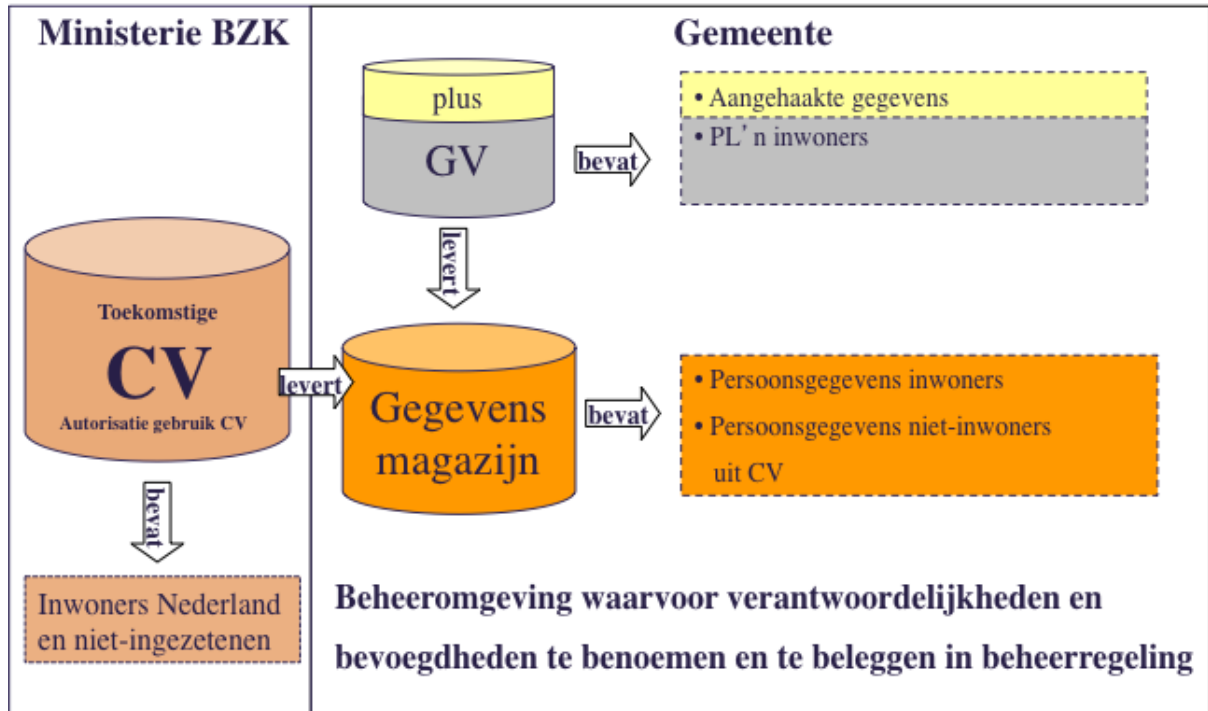 Ministerie BZK
Gemeente
plus
GV
bevat
• Aangehaakte gegevens
• PL’n inwoners
levert
Toekomstige
CV
Autorisatie gebruik CV
levert
Gegevens
magazijn
bevat
• Persoonsgegevens inwoners
• Persoonsgegevens niet-inwoners
uit CV
bevat
Inwoners Nederland
en niet-ingezetenen
Beheeromgeving waarvoor verantwoordelijkheden en
bevoegdheden te benoemen en te beleggen in beheerregeling